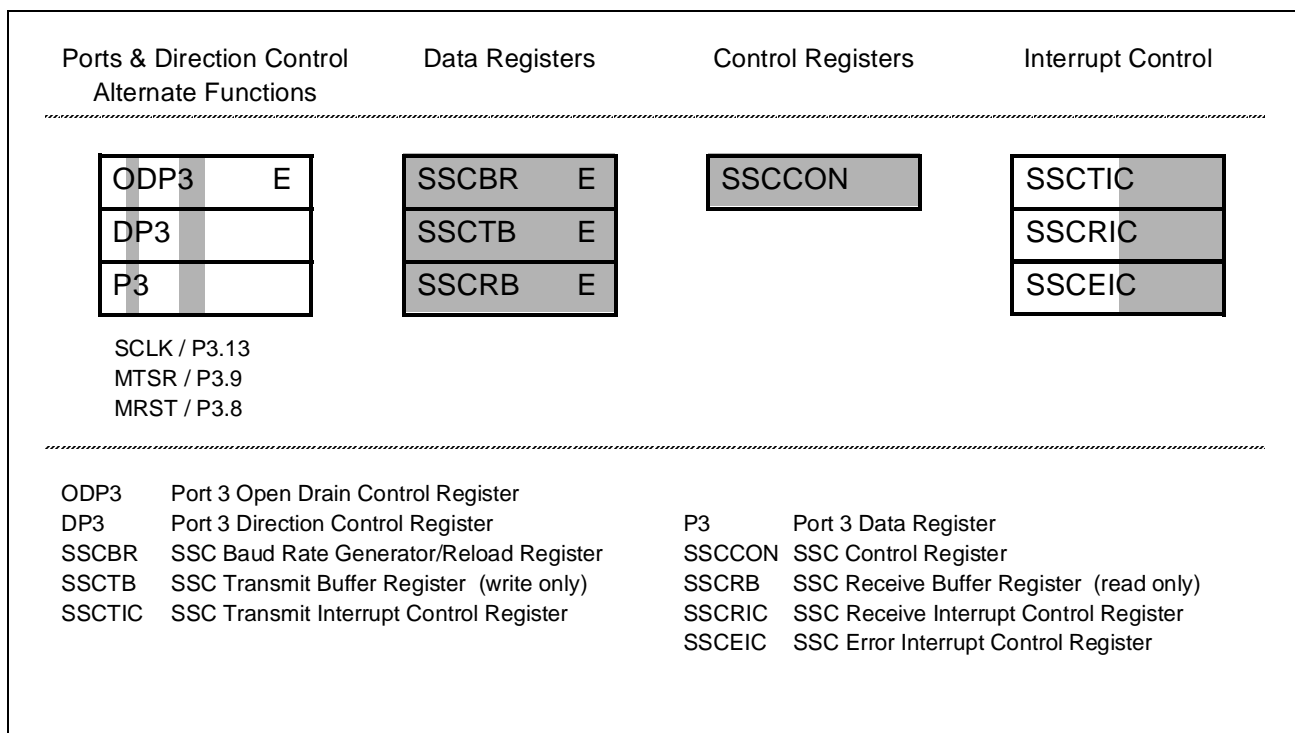 Ports & Direction Control
Alternate Functions
Data Registers
Control Registers
Interrupt Control
ODP3 E
DP3
P3
SSCBR E
SSCTB E
SSCRB E
SSCCON
SSCTIC
SSCRIC
SSCEIC
SCLK / P3.13
MTSR / P3.9
MRST / P3.8
ODP3 Port 3 Open Drain Control Register
DP3 Port 3 Direction Control Register
SSCBR SSC Baud Rate Generator/Reload Register
SSCTB SSC Transmit Buffer Register (write only)
SSCTIC SSC Transmit Interrupt Control Register
P3 Port 3 Data Register
SSCCON SSC Control Register
SSCRB SSC Receive Buffer Register (read only)
SSCRIC SSC Receive Interrupt Control Register
SSCEIC SSC Error Interrupt Control Register